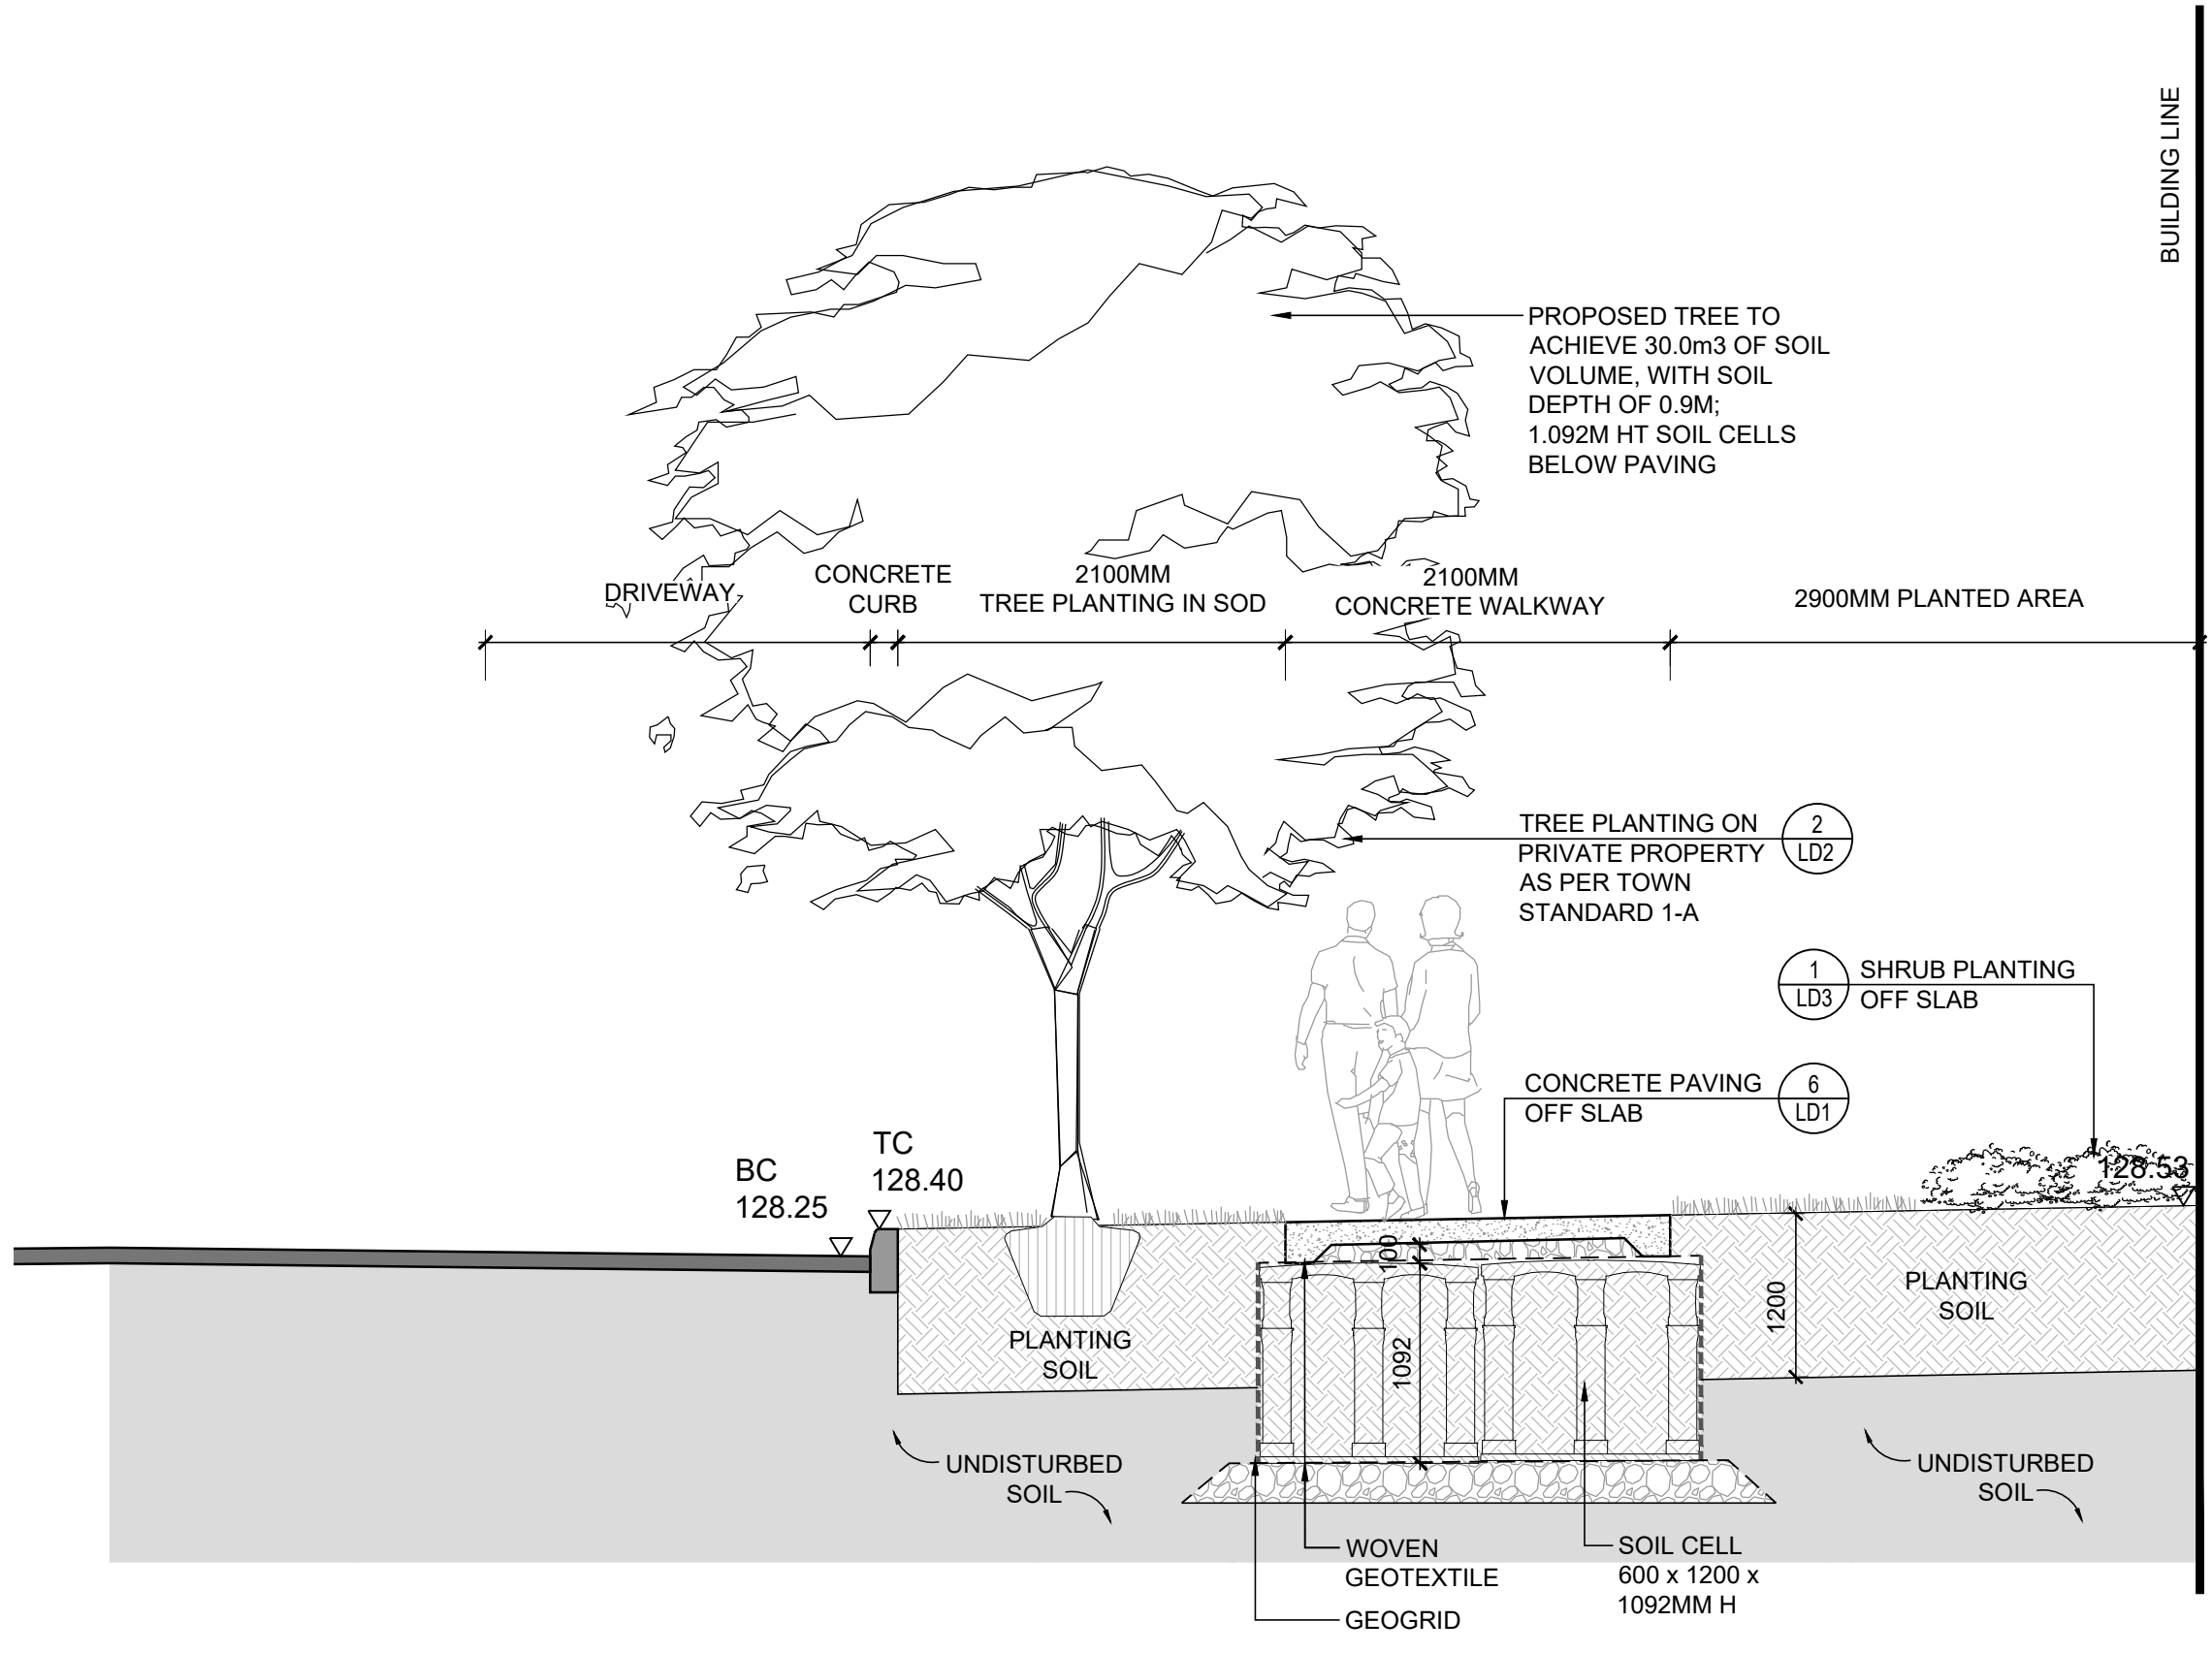 BUILDING LINE
PROPOSED TREE TO
ACHIEVE 30.0m3 OF SOIL
VOLUME, WITH SOIL
DEPTH OF 0.9M;
1.092M HT SOIL CELLS
BELOW PAVING
DRIVEWAY
CONCRETE
CURB
2100MM
TREE PLANTING IN SOD
2100MM
CONCRETE WALKWAY
2900MM PLANTED AREA
TREE PLANTING ON
PRIVATE PROPERTY
AS PER TOWN
STANDARD 1-A
2
LD2
1
LD3
SHRUB PLANTING
OFF SLAB
CONCRETE PAVING
OFF SLAB
6
LD1
BC
128.25
TC
128.40
128.53
100
1092
1200
PLANTING
SOIL
PLANTING
SOIL
UNDISTURBED
SOIL
UNDISTURBED
SOIL
WOVEN
GEOTEXTILE
GEOGRID
SOIL CELL
600 x 1200 x
1092MM H